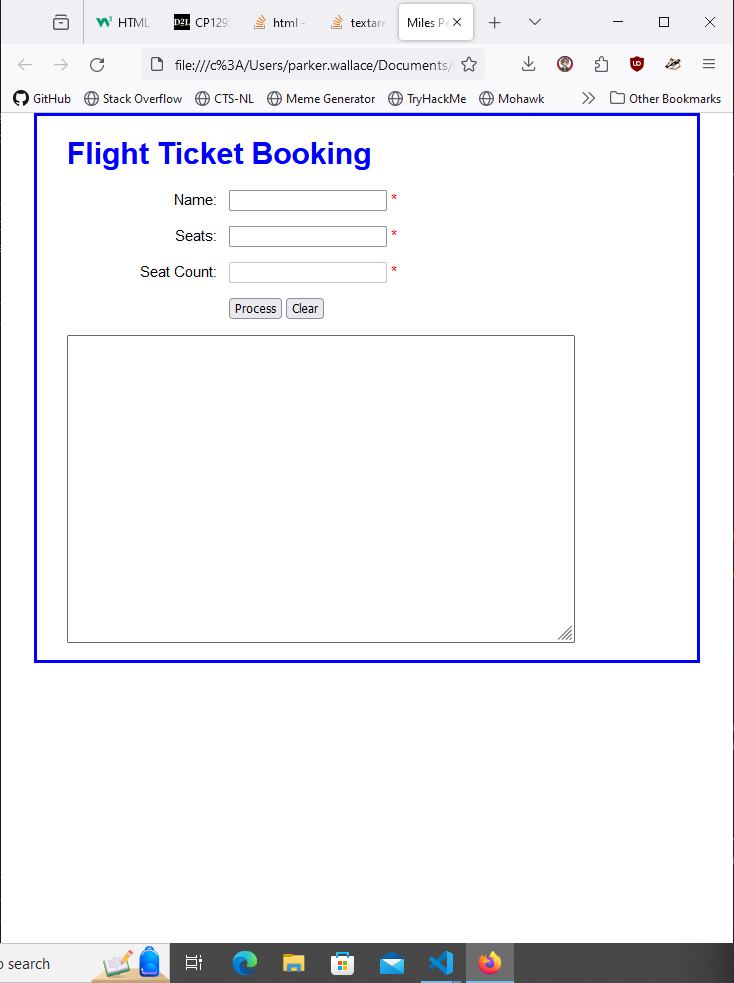 HTML
CP129
html -
textare
Miles Pe
file:///c%3A/Users/parker.wallace/Documents/
GitHub
Stack Overflow
CTS-NL
Meme Generator
TryHackMe
Mohawk
Other Bookmarks
Flight Ticket Booking
Name:
*
Seats:
*
Seat Count:
*
Process
Clear
search